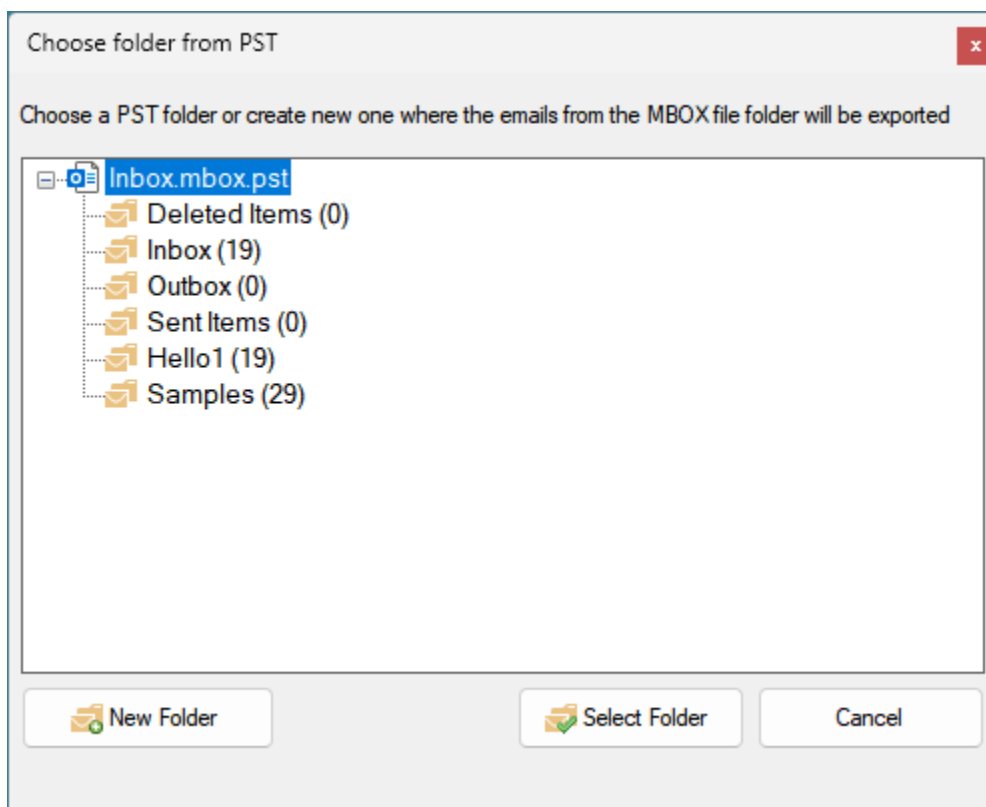 Choose folder from PST
x
Choose a PST folder or create new one where the emails from the MBOX file folder will be exported
Inbox.mbox.pst
Deleted Items (0)
Inbox (19)
Outbox (0)
Sent Items (0)
Hello1 (19)
Samples (29)
New Folder
Select Folder
Cancel